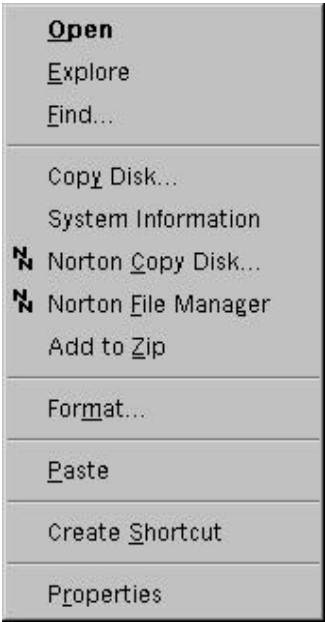 Open
Explore
Find...
Copy Disk...
System Information
Norton Copy Disk...
Norton File Manager
Add to Zip
Format...
Paste
Create Shortcut
Properties